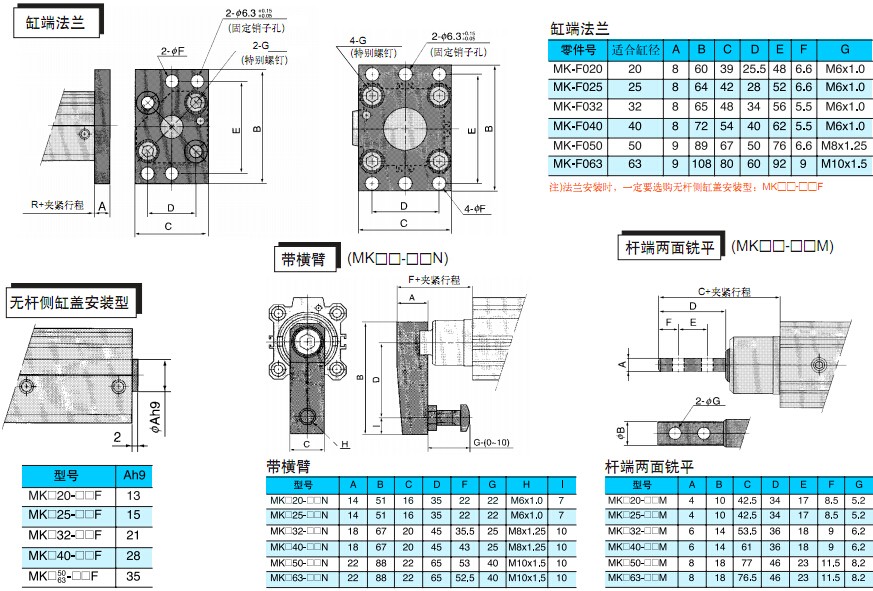 缸端法兰
2-ϕ6.3 +0.15 +0.05
(固定销子孔)
2-ϕF
2-G
(特别螺钉)
E
B
R+夹紧行程
A
D
C
4-G
(特别螺钉)
2-ϕ6.3 +0.15 +0.05
(固定销子孔)
E
B
D
C
4-ϕF
缸端法兰
零件号 适合缸径 A B C D E F G
MK-F020 20 8 60 39 25.5 48 6.6 M6x1.0
MK-F025 25 8 64 42 28 52 6.6 M6x1.0
MK-F032 32 8 65 48 34 56 5.5 M6x1.0
MK-F040 40 8 72 54 40 62 5.5 M6x1.0
MK-F050 50 9 89 67 50 76 6.6 M8x1.25
MK-F063 63 9 108 80 60 92 9 M10x1.5
注)法兰安装时,一定要选购无杆侧缸盖安装型:MK□□-□□F
无杆侧缸盖安装型
2
ϕAh9
型号 Ah9
MK□20-□□F 13
MK□25-□□F 15
MK□32-□□F 21
MK□40-□□F 28
MK□50/63-□□F 35
带横臂 (MK□□-□□N)
F+夹紧行程
A
B
D
I
C
H
G-(0~10)
带横臂
型号 A B C D F G H I
MK□20-□□N 14 51 16 35 22 22 M6x1.0 7
MK□25-□□N 14 51 16 35 22 22 M6x1.0 7
MK□32-□□N 18 67 20 45 35.5 25 M8x1.25 10
MK□40-□□N 18 67 20 45 43 25 M8x1.25 10
MK□50-□□N 22 88 22 65 53 40 M10x1.5 10
MK□63-□□N 22 88 22 65 52.5 40 M10x1.5 10
杆端两面铣平 (MK□□-□□M)
C+夹紧行程
D
F E
A
2-ϕG
ϕB
杆端两面铣平
型号 A B C D E F G
MK□20-□□M 4 10 42.5 34 17 8.5 5.2
MK□25-□□M 4 10 42.5 34 17 8.5 5.2
MK□32-□□M 6 14 53.5 36 18 9 6.2
MK□40-□□M 6 14 61 36 18 9 6.2
MK□50-□□M 8 18 77 46 23 11.5 8.2
MK□63-□□M 8 18 76.5 46 23 11.5 8.2